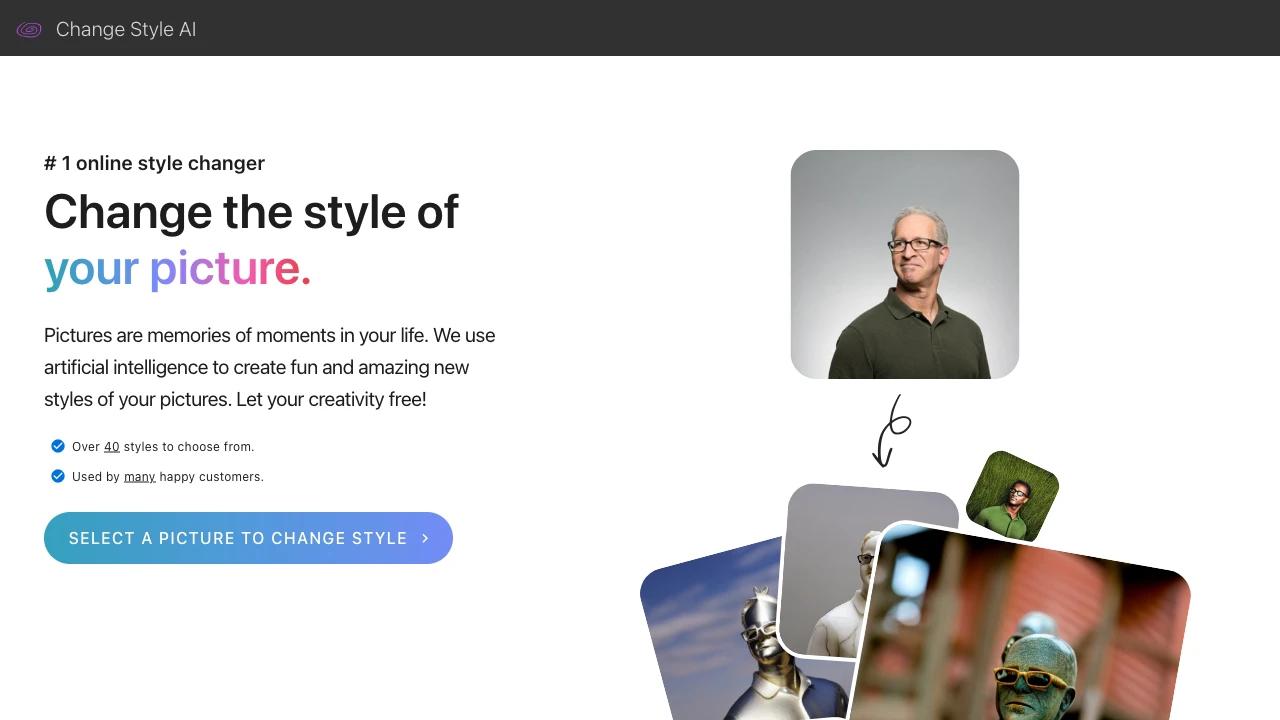 Change Style AI
# 1 online style changer
Change the style of
your picture.
Pictures are memories of moments in your life. We use
artificial intelligence to create fun and amazing new
styles of your pictures. Let your creativity free!
Over 40 styles to choose from.
Used by many happy customers.
SELECT A PICTURE TO CHANGE STYLE